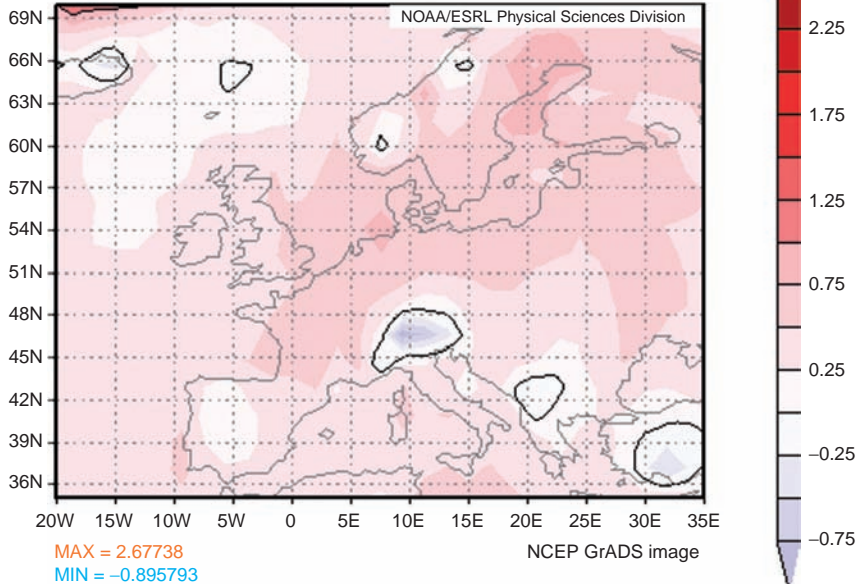 NOAA/ESRL Physical Sciences Division
69N
66N
63N
60N
57N
54N
51N
48N
45N
42N
39N
36N
20W 15W 10W 5W 0 5E 10E 15E 20E 25E 30E 35E
2.25
1.75
1.25
0.75
0.25
−0.25
−0.75
MAX = 2.67738
MIN = −0.895793
NCEP GrADS image